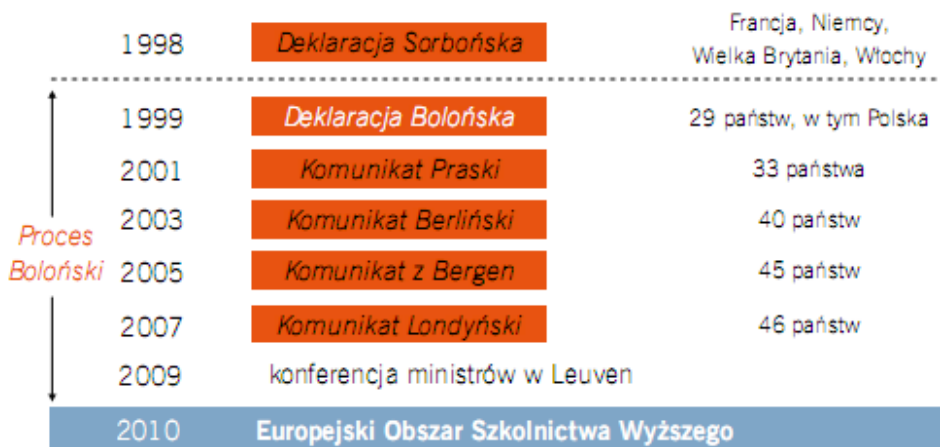 1998 Deklaracja Sorbońska Francja, Niemcy,
Wielka Brytania, Włochy
1999 Deklaracja Bolońska 29 państw, w tym Polska
2001 Komunikat Praski 33 państwa
2003 Komunikat Berliński 40 państw
Proces
Boloński
2005 Komunikat z Bergen 45 państw
2007 Komunikat Londyński 46 państw
2009 konferencja ministrów w Leuven
2010 Europejski Obszar Szkolnictwa Wyższego